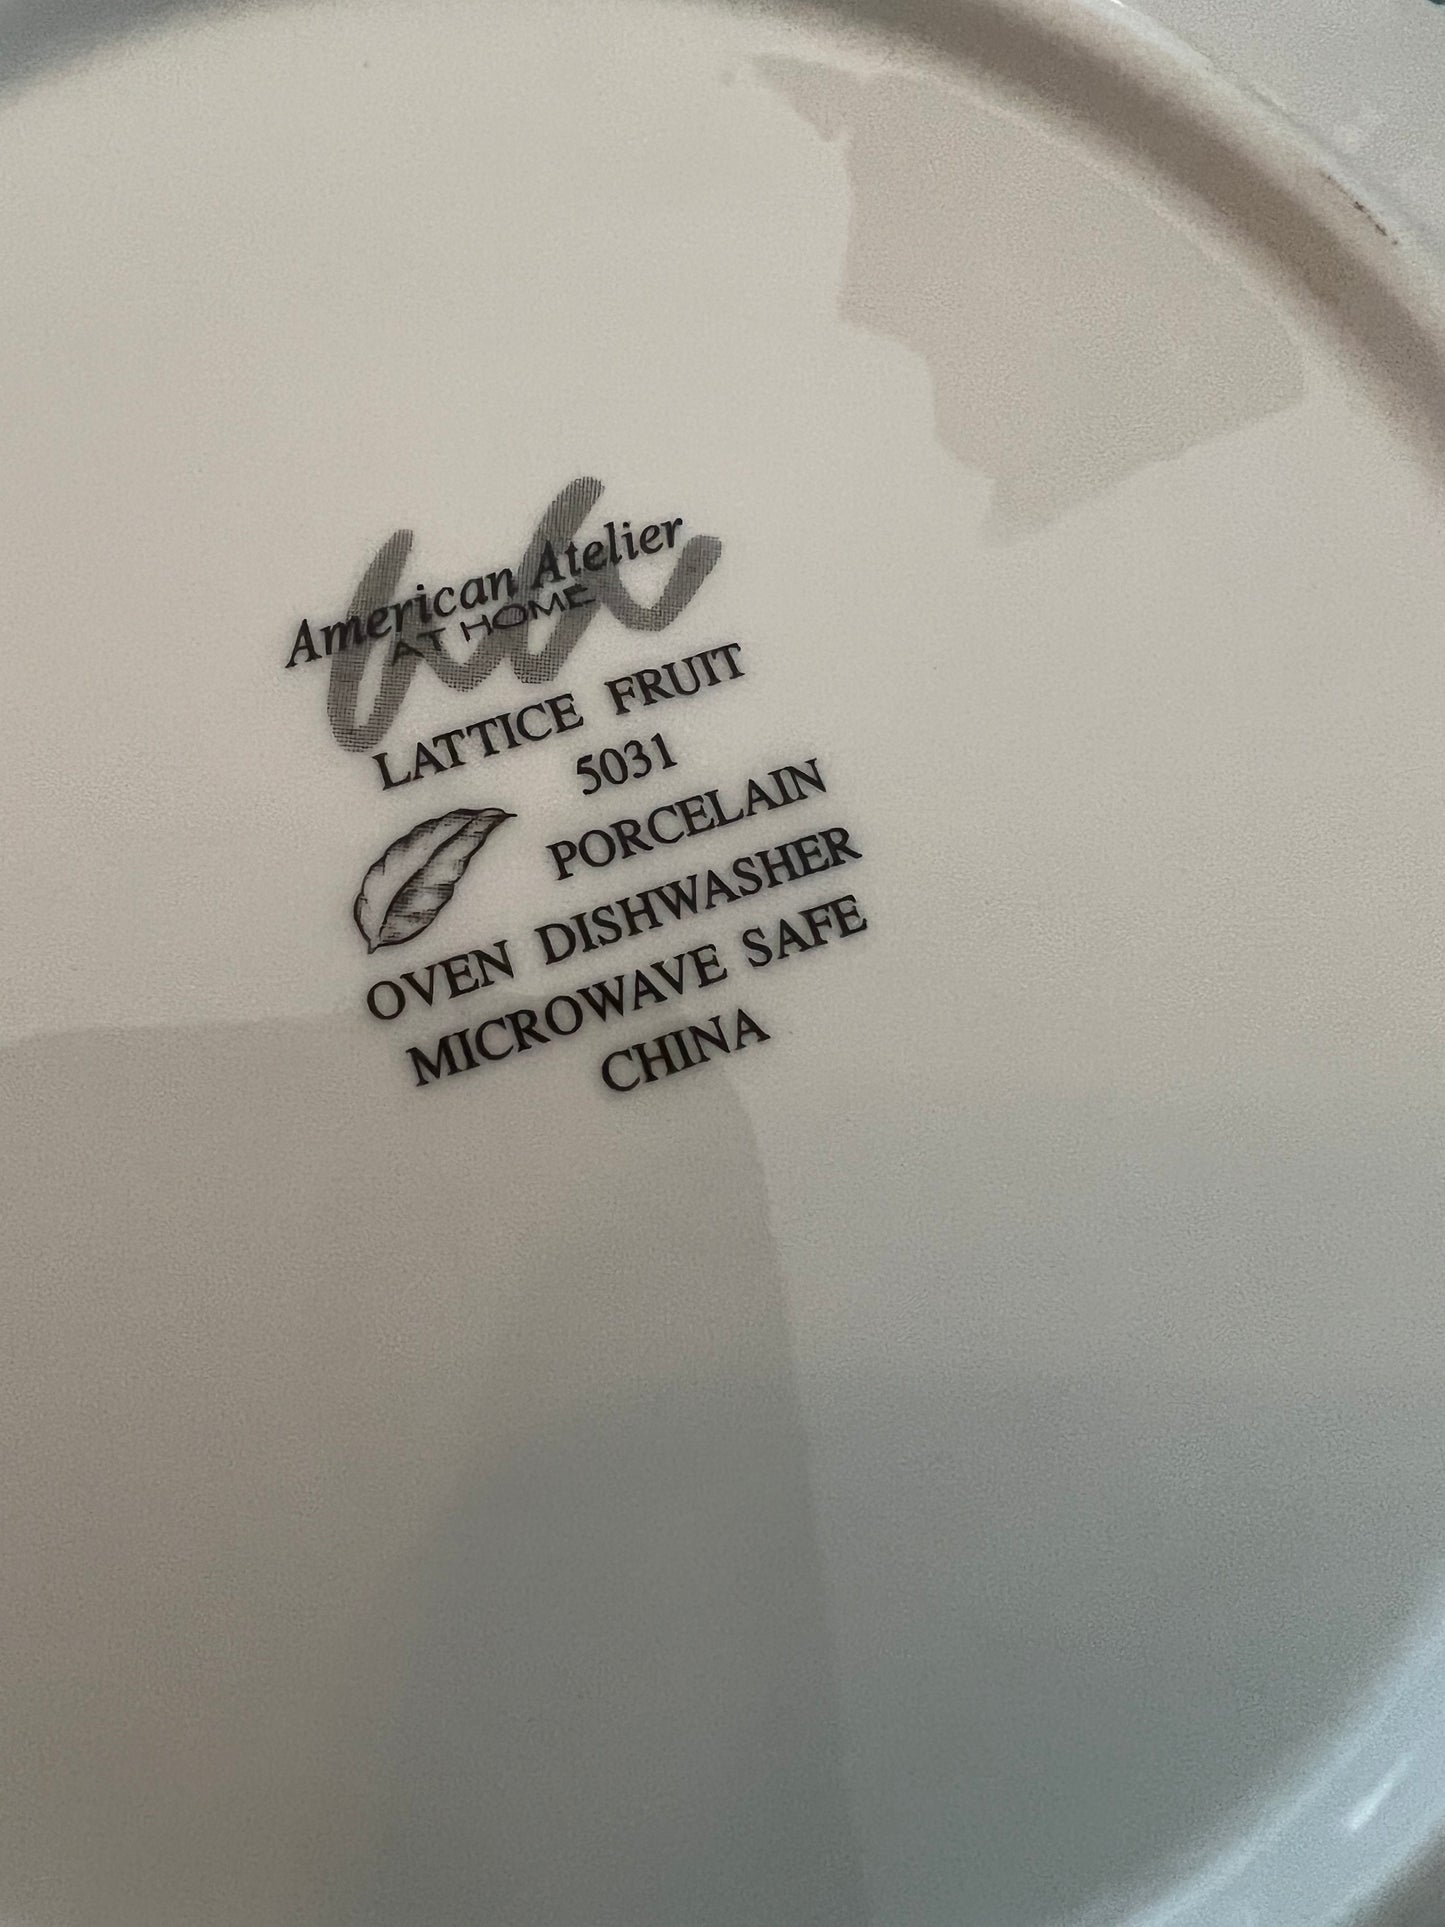 American Atelier
AT HOME
LATTICE FRUIT
5031
PORCELAIN
OVEN DISHWASHER
MICROWAVE SAFE
CHINA